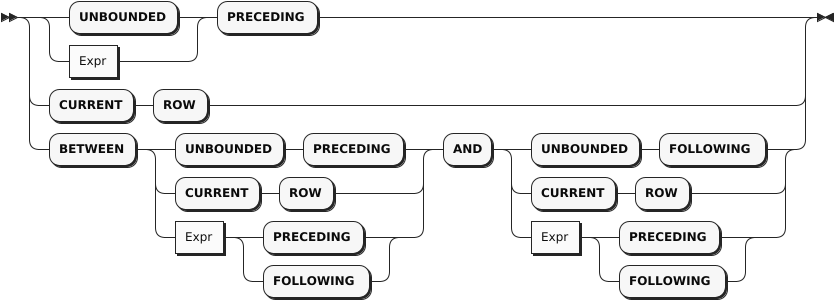 UNBOUNDED PRECEDING
Expr
CURRENT ROW
BETWEEN UNBOUNDED PRECEDING AND UNBOUNDED FOLLOWING
CURRENT ROW CURRENT ROW
Expr PRECEDING Expr PRECEDING
FOLLOWING FOLLOWING